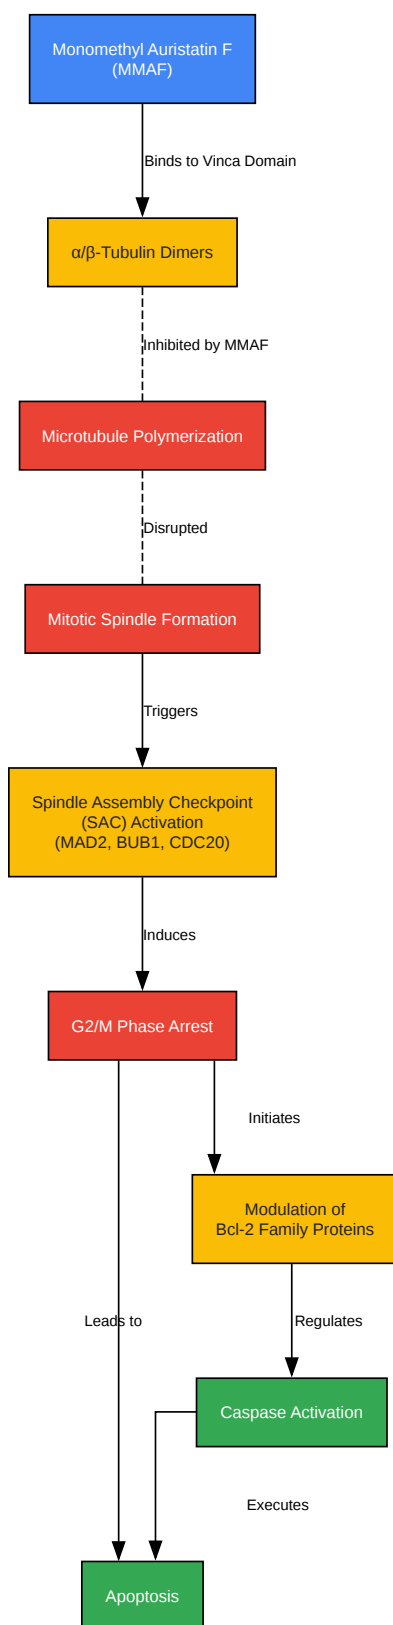 Monomethyl Auristatin F
(MMAF)
Binds to Vinca Domain
α/β-Tubulin Dimers
Inhibited by MMAF
Microtubule Polymerization
Disrupted
Mitotic Spindle Formation
Triggers
Spindle Assembly Checkpoint
(SAC) Activation
(MAD2, BUB1, CDC20)
Induces
G2/M Phase Arrest
Initiates
Modulation of
Bcl-2 Family Proteins
Leads to
Regulates
Caspase Activation
Executes
Apoptosis